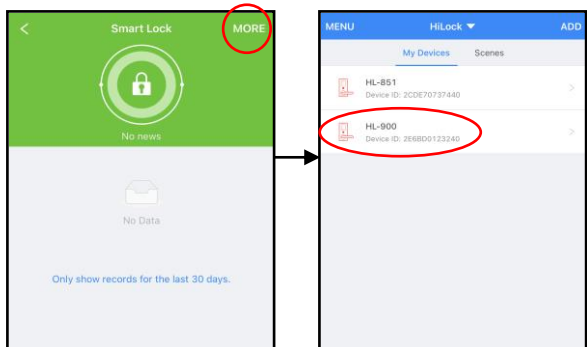 Smart Lock
MORE
No news
No Data
Only show records for the last 30 days.
MENU
HiLock
ADD
My Devices
Scenes
HL-851
Device ID: 2CDE70737440
HL-900
Device ID: 2E6BD0123240